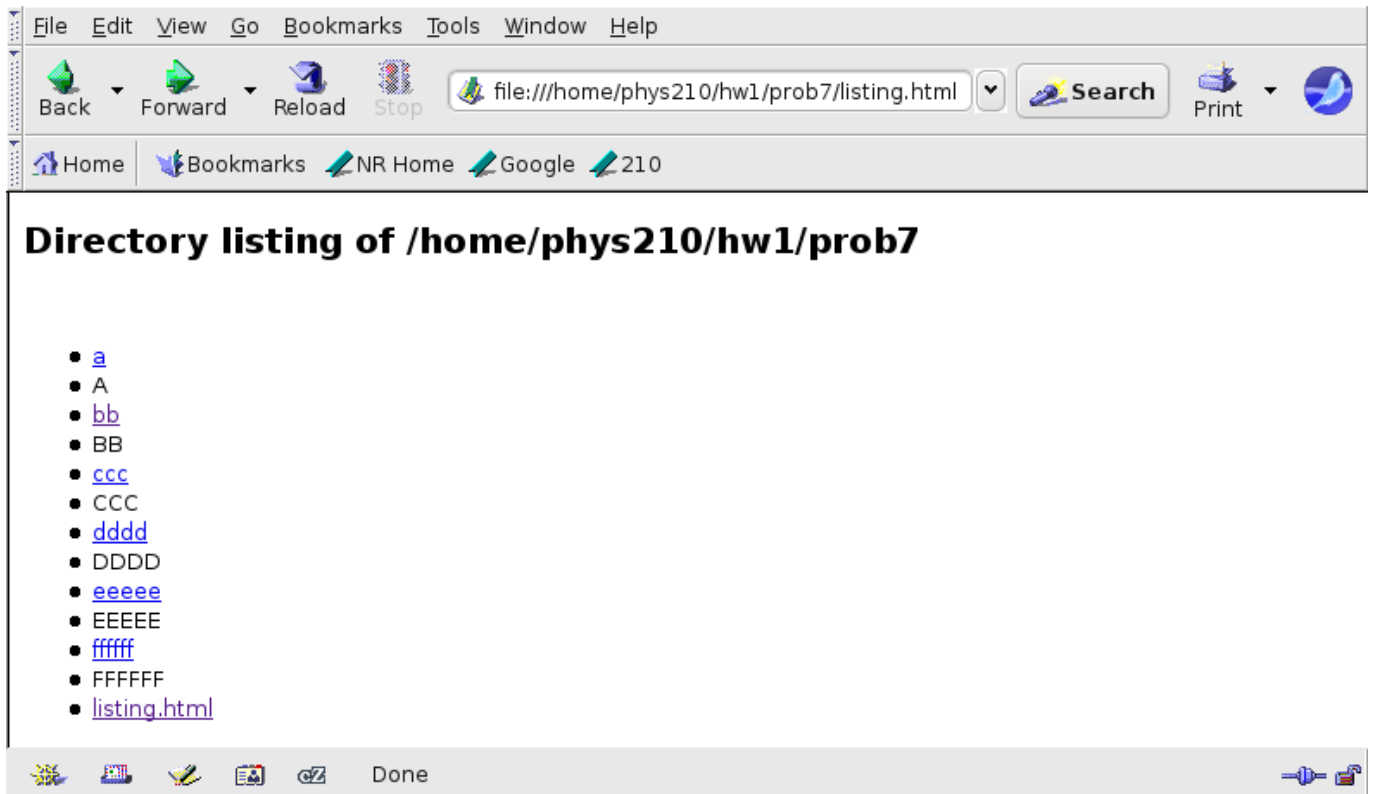 File Edit View Go Bookmarks Tools Window Help
Back Forward Reload Stop file:///home/phys210/hw1/prob7/listing.html Search Print
Home Bookmarks NR Home Google 210
Directory listing of /home/phys210/hw1/prob7
a
A
bb
BB
ccc
CCC
dddd
DDDD
eeeee
EEEEE
ffffff
FFFFFF
listing.html
Done